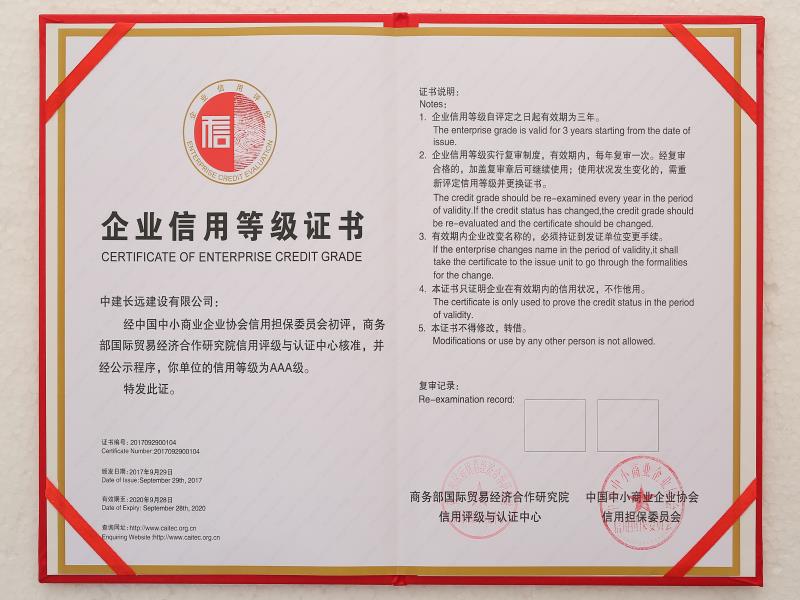 企业信用评价
信
ENTERPRISE CREDIT EVALUATION
企业信用等级证书
CERTIFICATE OF ENTERPRISE CREDIT GRADE
中建长远建设有限公司：
经中国中小商业企业协会信用担保委员会初评，商务
部国际贸易经济合作研究院信用评级与认证中心核准，并
经公示程序，你单位的信用等级为AAA级。
特发此证。
证书编号：2017092900104
Certificate Number:2017092900104
颁发日期：2017年9月29日
Date of Issue:September 29th, 2017
有效期至：2020年9月28日
Date of Expiry: September 28th, 2020
查询网址：http://www.caitec.org.cn
Enquiring Website:http://www.caitec.org.cn
证书说明：
Notes:
1. 企业信用等级自评定之日起有效期为三年。
The enterprise grade is valid for 3 years starting from the date of
issue.
2. 企业信用等级实行复审制度，有效期内，每年复审一次。经复审
合格的，加盖复审章后可继续使用；使用状况发生变化的，需重
新评定信用等级并更换证书。
The credit grade should be re-examined every year in the period
of validity.If the credit status has changed,the credit grade should
be re-evaluated and the certificate should be changed.
3. 有效期内企业改变名称的，必须持证到发证单位变更手续。
If the enterprise changes name in the period of validity,it shall
take the certificate to the issue unit to go through the formalities
for the change.
4. 本证书只证明企业在有效期内的信用状况，不作他用。
The certificate is only used to prove the credit status in the period
of validity.
5. 本证书不得修改，转借。
Modifications or use by any other person is not allowed.
复审记录：
Re-examination record:
商务部国际贸易经济合作研究院
信用评级与认证中心
中国中小商业企业协会
信用担保委员会